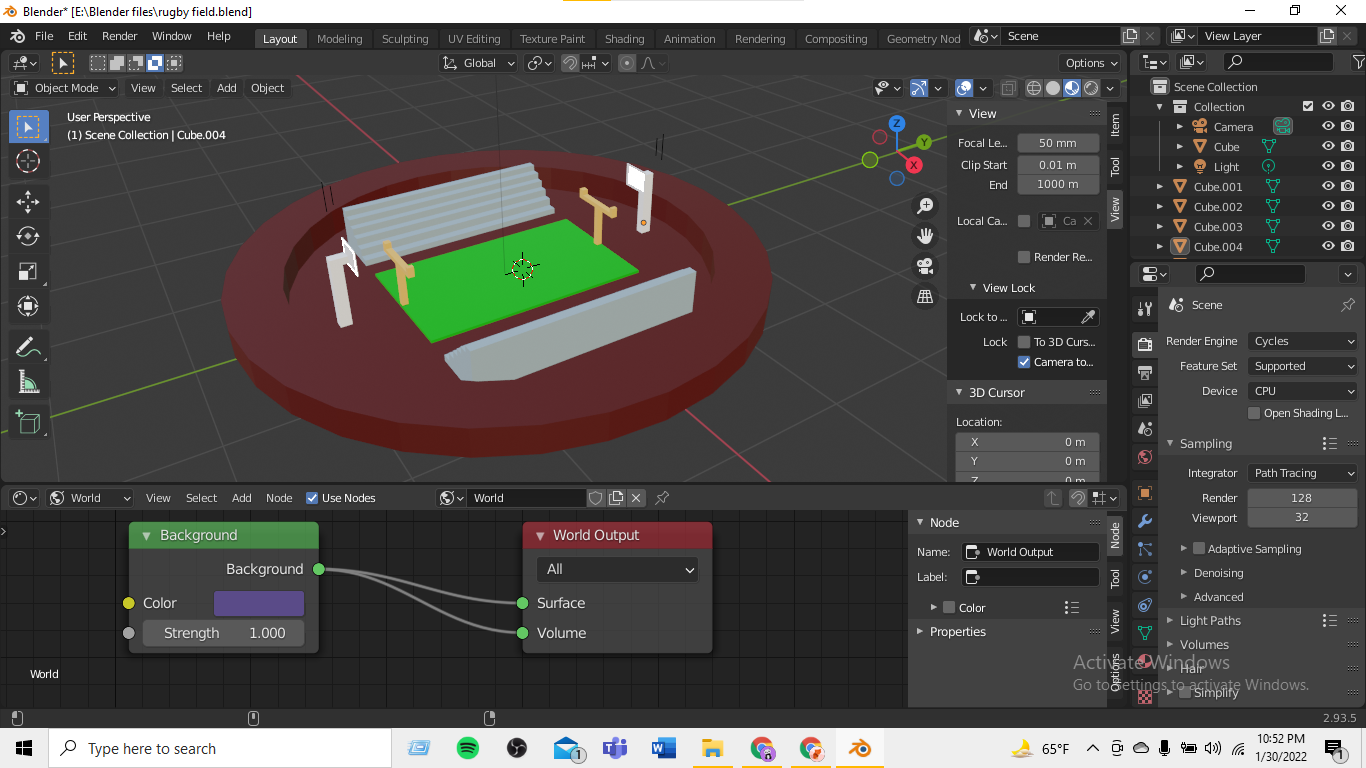 Blender* [E:\Blender files\rugby field.blend]
File Edit Render Window Help Layout Modeling Sculpting UV Editing Texture Paint Shading Animation Rendering Compositing Geometry Nod Scene View Layer
Global Options
Object Mode View Select Add Object
User Perspective
(1) Scene Collection | Cube.004
Z
Y
X
View
Focal Le... 50 mm
Clip Start 0.01 m
End 1000 m
Local Ca... Ca
Render Re...
View Lock
Lock to ...
Lock To 3D Curs...
Camera to...
3D Cursor
Location:
X 0 m
Y 0 m
Z 0 m
Item
Tool
View
Scene Collection
Collection
Camera
Cube
Light
Cube.001
Cube.002
Cube.003
Cube.004
Scene
Render Engine Cycles
Feature Set Supported
Device CPU
Open Shading L...
Sampling
Integrator Path Tracing
Render 128
Viewport 32
Adaptive Sampling
Denoising
Advanced
Light Paths
Volumes
Hair
Simplify
World View Select Add Node Use Nodes World
Background
Background
Color
Strength 1.000
World Output
All
Surface
Volume
World
Node
Name: World Output
Label:
Color
Properties
Node
Tool
View
Options
Activate Windows
Go to Settings to activate Windows.
2.93.5
Type here to search
1
65°F
10:52 PM
1/30/2022
1